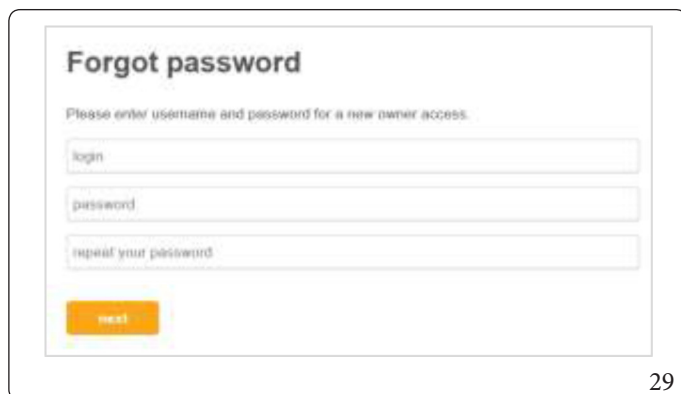 Forgot password
Please enter username and password for a new owner access.
login
password
repeat your password
next
29